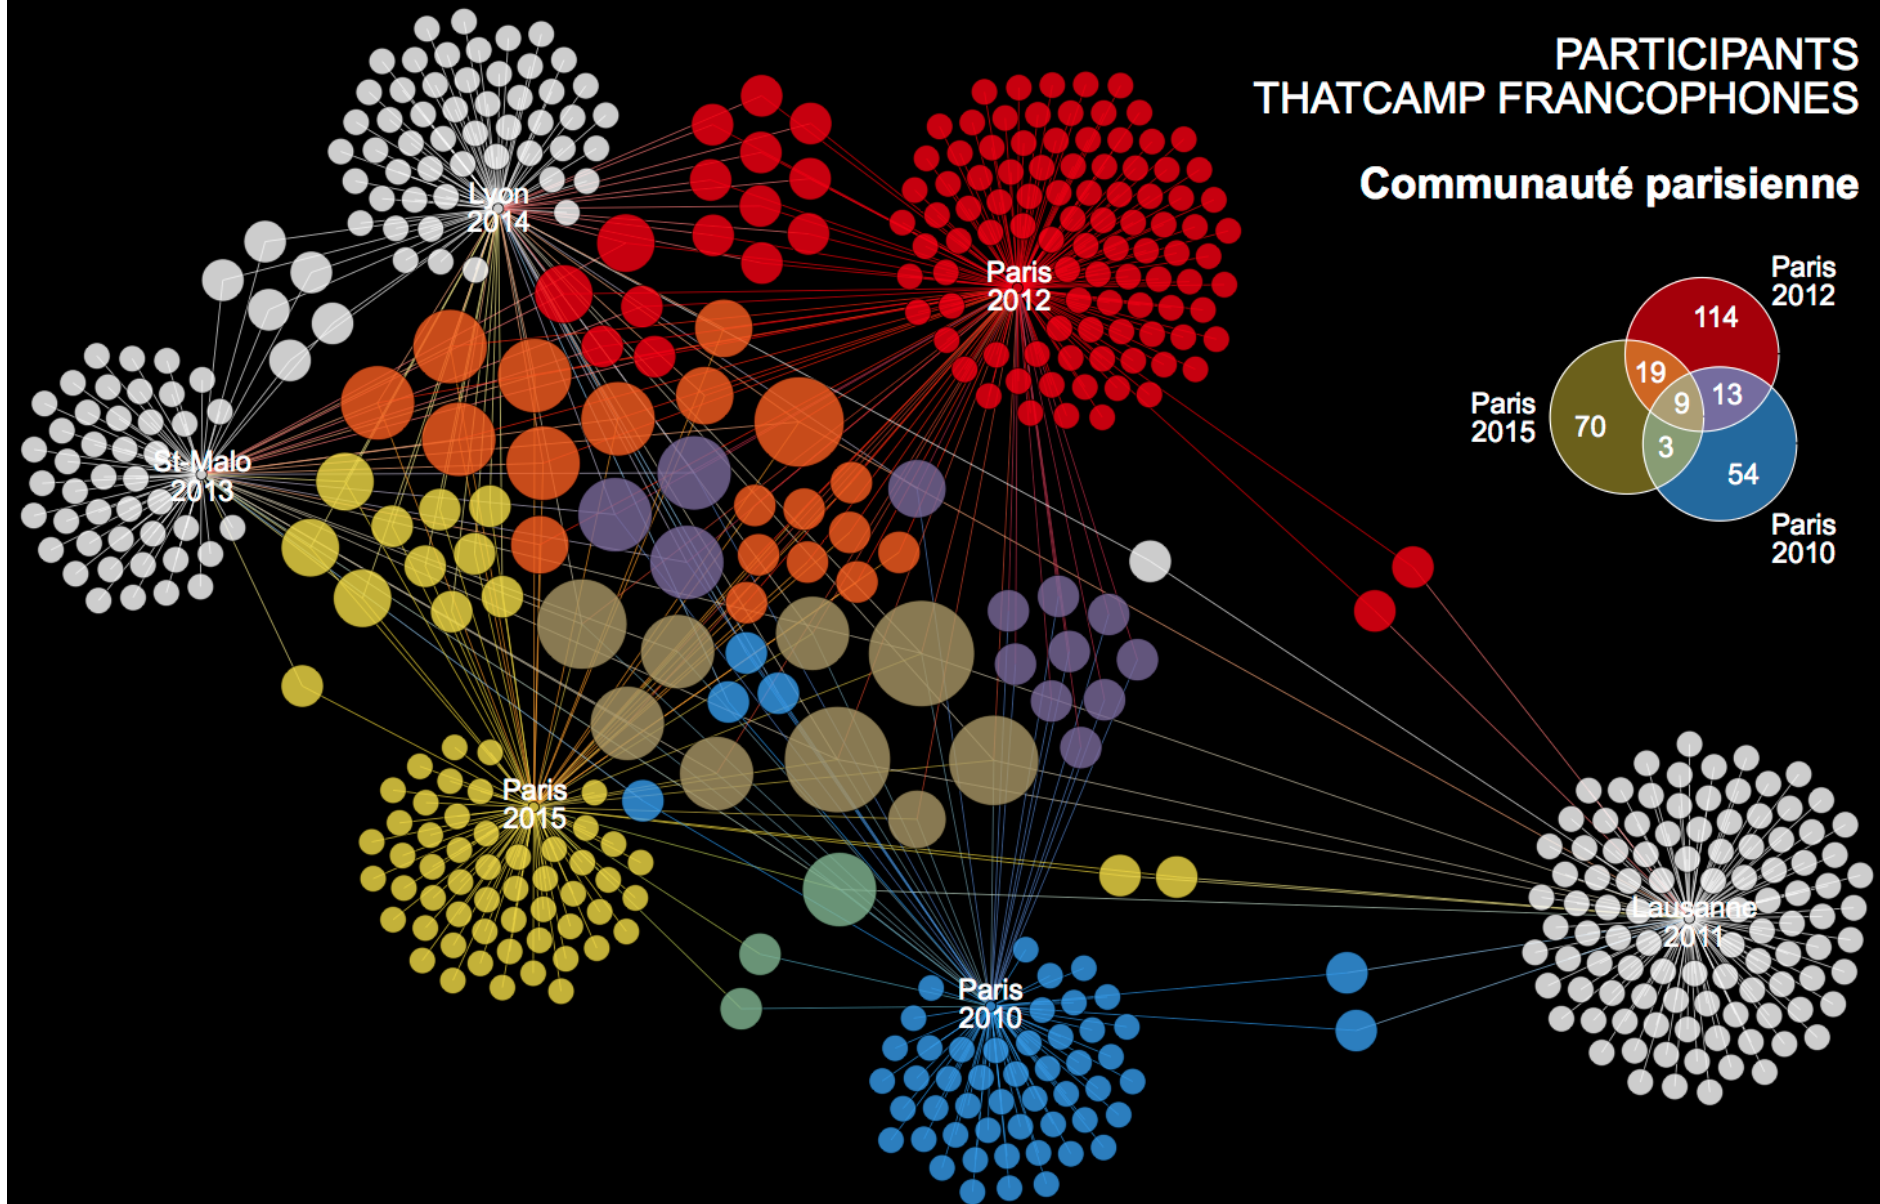 PARTICIPANTS
THATCAMP FRANCOPHONES
Communauté parisienne
Lyon
2014
Paris
2012
St-Malo
2013
Paris
2015
Paris
2010
Lausanne
2011
Paris
2012
114
19
13
9
Paris
2015
70
3
54
Paris
2010